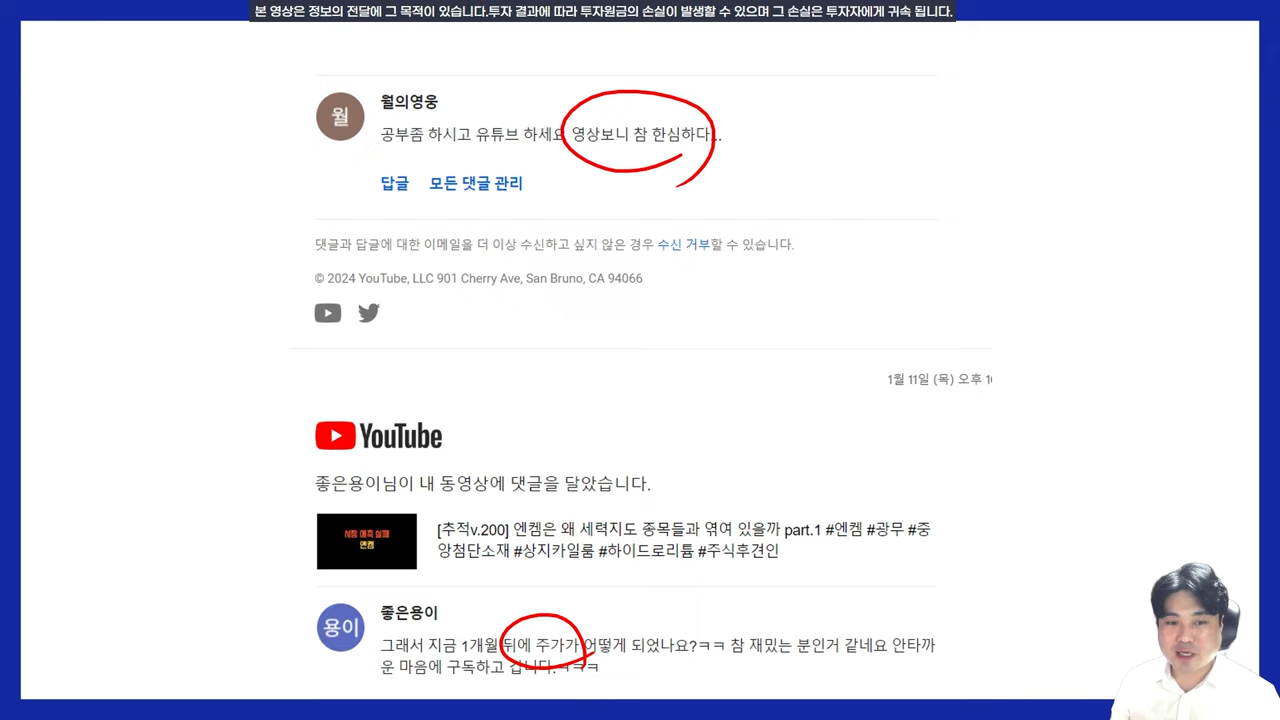 본 영상은 정보의 전달에 그 목적이 있습니다.투자 결과에 따라 투자원금의 손실이 발생할 수 있으며 그 손실은 투자자에게 귀속 됩니다.
월
월의영웅
공부좀 하시고 유튜브 하세요 영상보니 참 한심하다...
답글 모든 댓글 관리
댓글과 답글에 대한 이메일을 더 이상 수신하고 싶지 않은 경우 수신 거부할 수 있습니다.
© 2024 YouTube, LLC 901 Cherry Ave, San Bruno, CA 94066
1월 11일 (목) 오후
YouTube
좋은용이님이 내 동영상에 댓글을 달았습니다.
시장 예측 실패
엔켐
[추적v.200] 엔켐은 왜 세력지도 종목들과 엮여 있을까 part.1 #엔켐 #광무 #중
앙첨단소재 #상지카일룸 #하이드로리튬 #주식후견인
용이
좋은용이
그래서 지금 1개월 뒤에 주가가 어떻게 되었나요?ㅋㅋ 참 재밌는 분인거 같네요 안타까
운 마음에 구독하고 갑니다.ㅋㅋㅋ